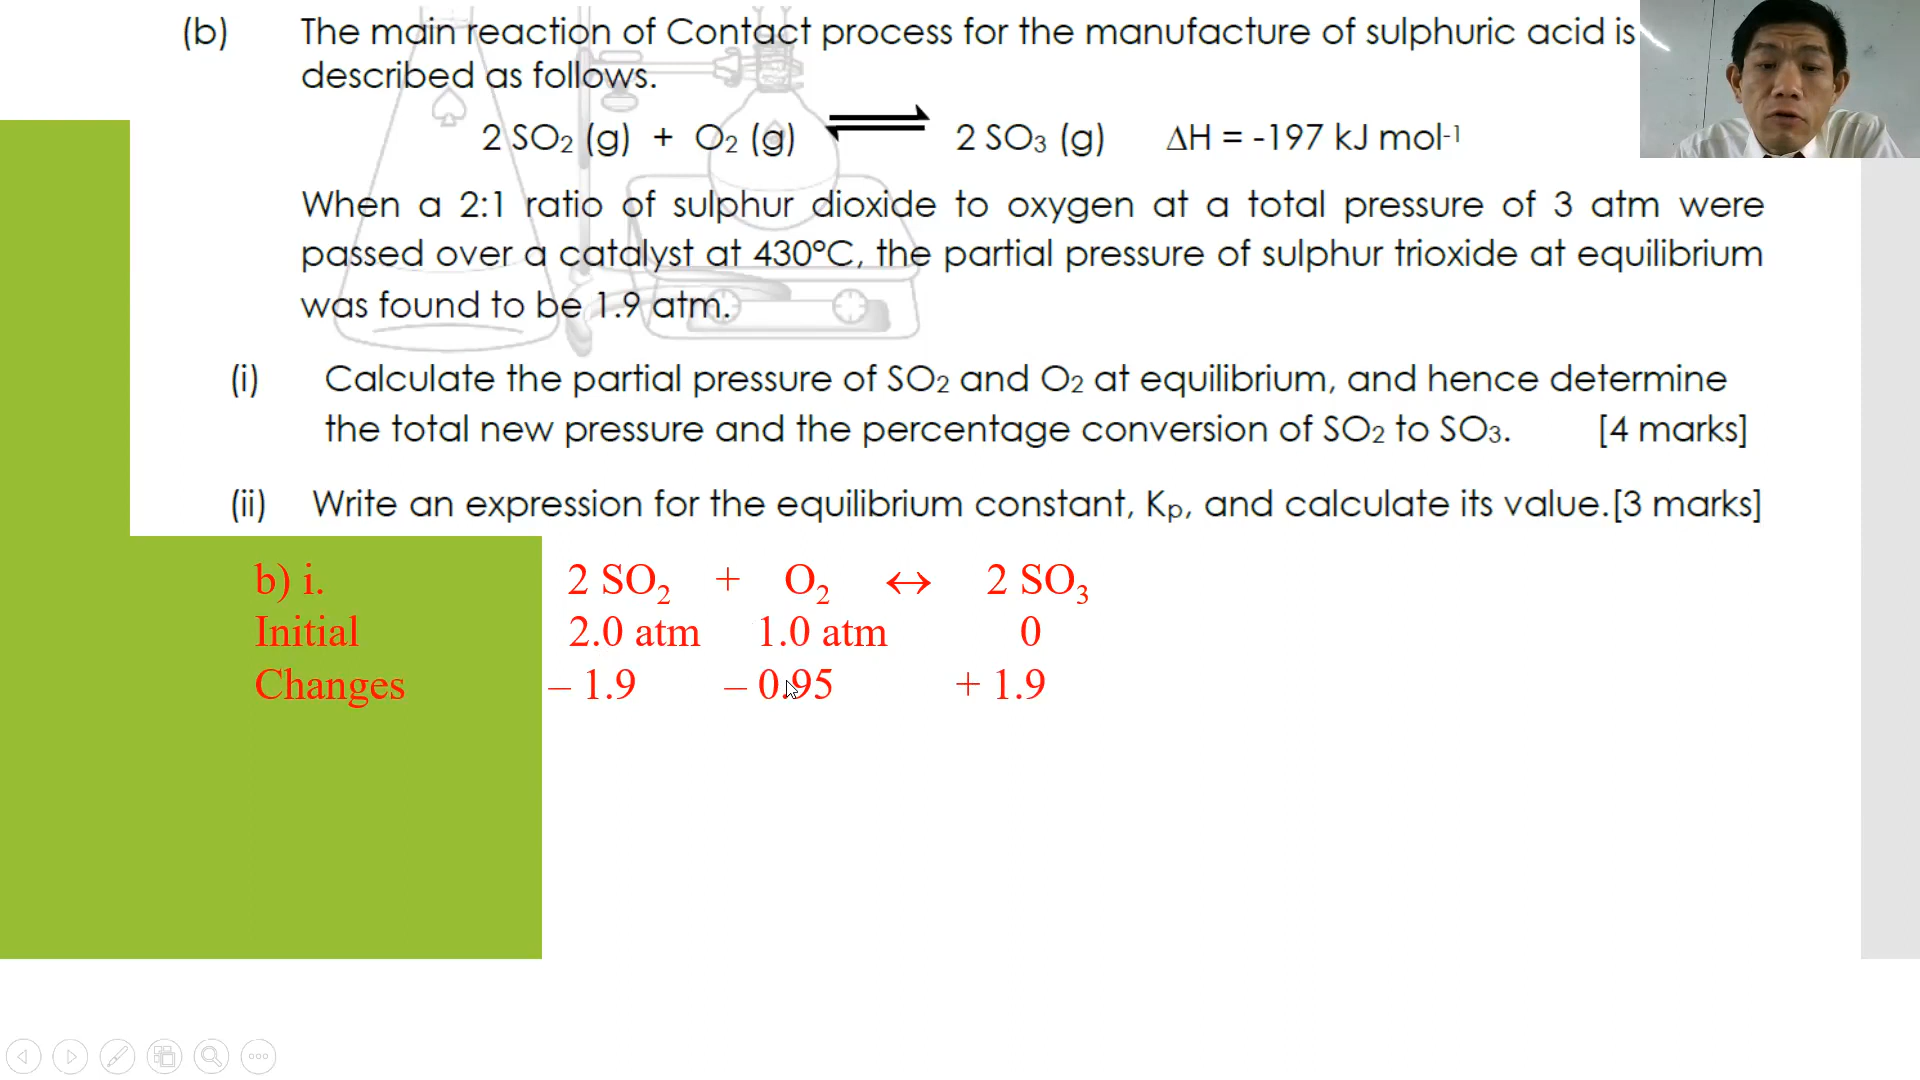 (b) The main reaction of Contact process for the manufacture of sulphuric acid is
described as follows.
2 SO₂ (g) + O₂ (g) ⇌ 2 SO₃ (g) ΔH = -197 kJ mol⁻¹
When a 2:1 ratio of sulphur dioxide to oxygen at a total pressure of 3 atm were
passed over a catalyst at 430°C, the partial pressure of sulphur trioxide at equilibrium
was found to be 1.9 atm.
(i) Calculate the partial pressure of SO₂ and O₂ at equilibrium, and hence determine
the total new pressure and the percentage conversion of SO₂ to SO₃. [4 marks]
(ii) Write an expression for the equilibrium constant, Kₚ, and calculate its value.[3 marks]
b) i. 2 SO₂ + O₂ ↔ 2 SO₃
Initial 2.0 atm 1.0 atm 0
Changes – 1.9 – 0.95 + 1.9